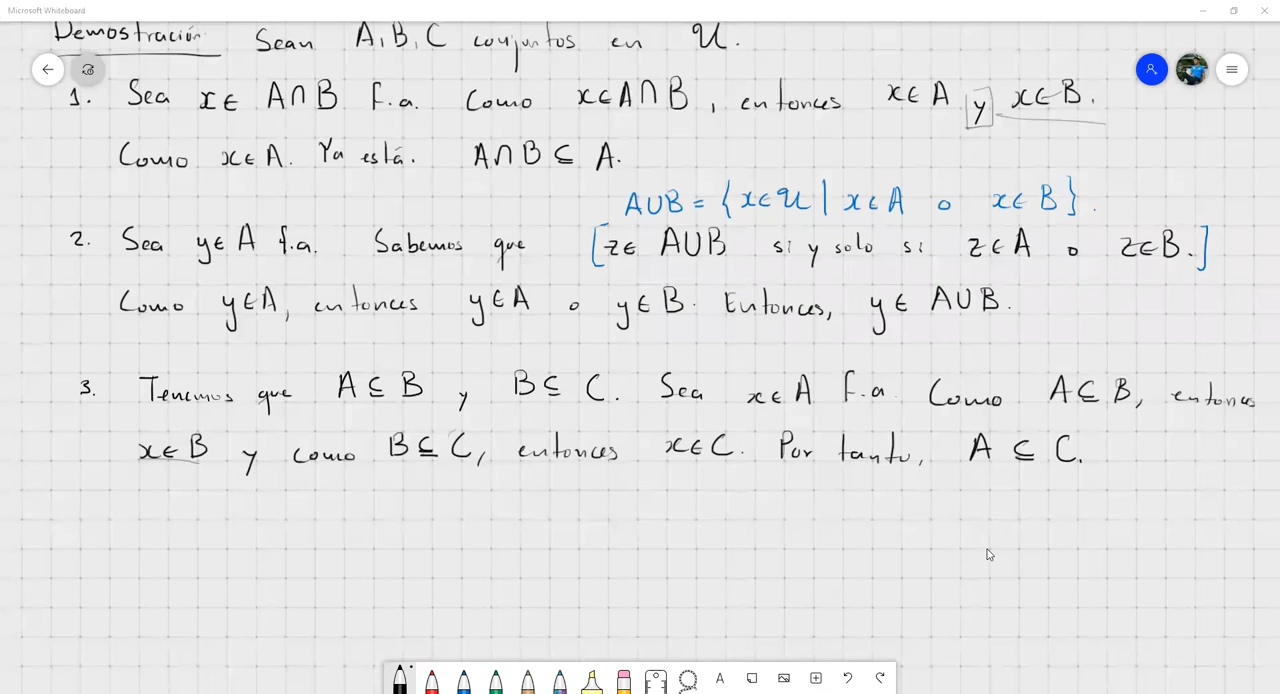 Microsoft Whiteboard
Demostración Sean A, B, C conjuntos en 𝒰.
1. Sea x ∈ A∩B f.a. Como x∈A∩B, entonces x∈A y x∈B.
Como x∈A. Ya está. A∩B ⊆ A.
A∪B = {x∈𝒰 | x∈A o x∈B}.
2. Sea y∈A f.a. Sabemos que [z∈ A∪B si y solo si z∈A o z∈B.]
Como y∈A, entonces y∈A o y∈B. Entonces, y∈ A∪B.
3. Tenemos que A⊆B y B⊆C. Sea x∈A f.a Como A⊆B, entonces
x∈B y como B⊆C, entonces x∈C. Por tanto, A ⊆ C.